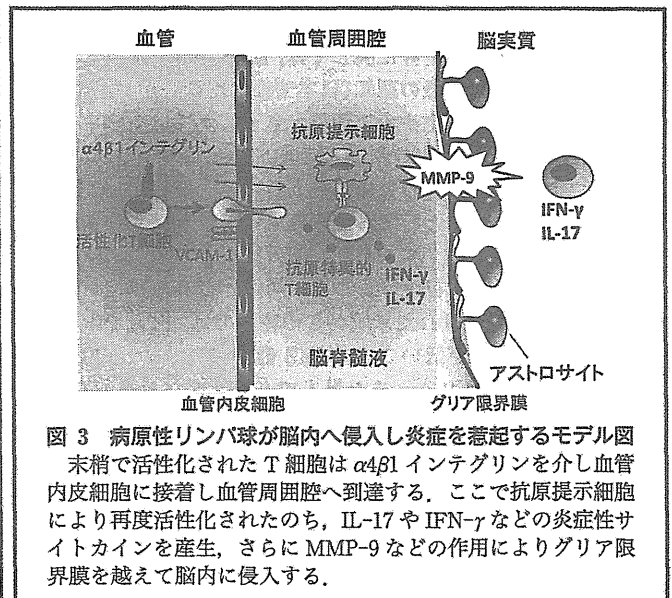 血管
血管周囲腔
脳実質
α4β1インテグリン
抗原提示細胞
MMP-9
活性化T細胞
VCAM-1
抗原特異的
T細胞
IFN-γ
IL-17
IFN-γ
IL-17
脳脊髄液
アストロサイト
血管内皮細胞
グリア限界膜
図 3 病原性リンパ球が脳内へ侵入し炎症を惹起するモデル図
末梢で活性化された T 細胞は α4β1 インテグリンを介し血管
内皮細胞に接着し血管周囲腔へ到達する．ここで抗原提示細胞
により再度活性化されたのち，IL-17 や IFN-γ などの炎症性サ
イトカインを産生，さらに MMP-9 などの作用によりグリア限
界膜を越えて脳内に侵入する．